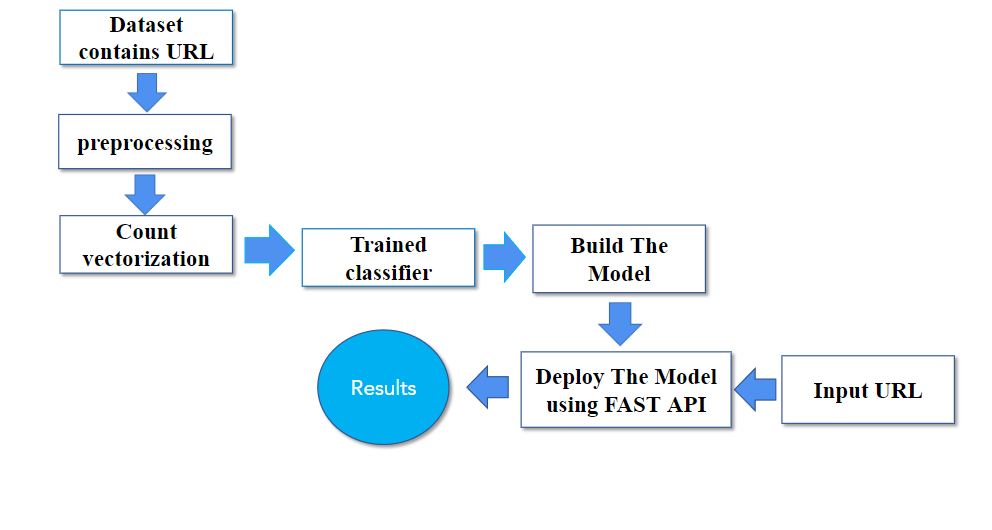 Dataset
contains URL
preprocessing
Count
vectorization
Trained
classifier
Build The
Model
Deploy The Model
using FAST API
Input URL
Results